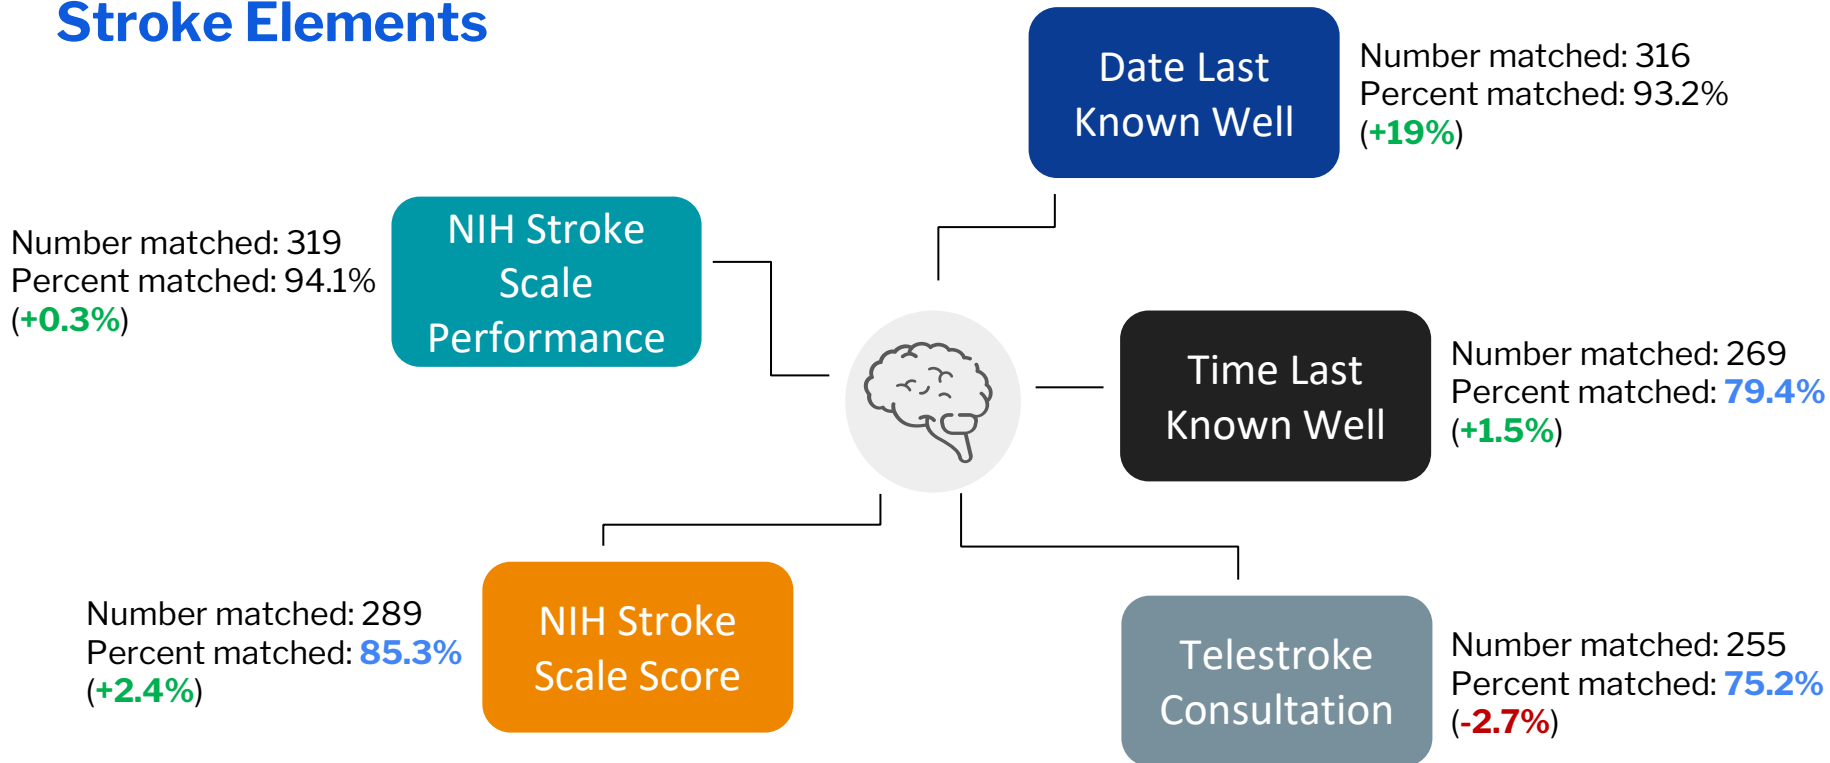 Stroke Elements
Date Last
Known Well
Number matched: 316
Percent matched: 93.2%
(+19%)
NIH Stroke
Scale
Performance
Number matched: 319
Percent matched: 94.1%
(+0.3%)
Time Last
Known Well
Number matched: 269
Percent matched: 79.4%
(+1.5%)
NIH Stroke
Scale Score
Number matched: 289
Percent matched: 85.3%
(+2.4%)
Telestroke
Consultation
Number matched: 255
Percent matched: 75.2%
(-2.7%)